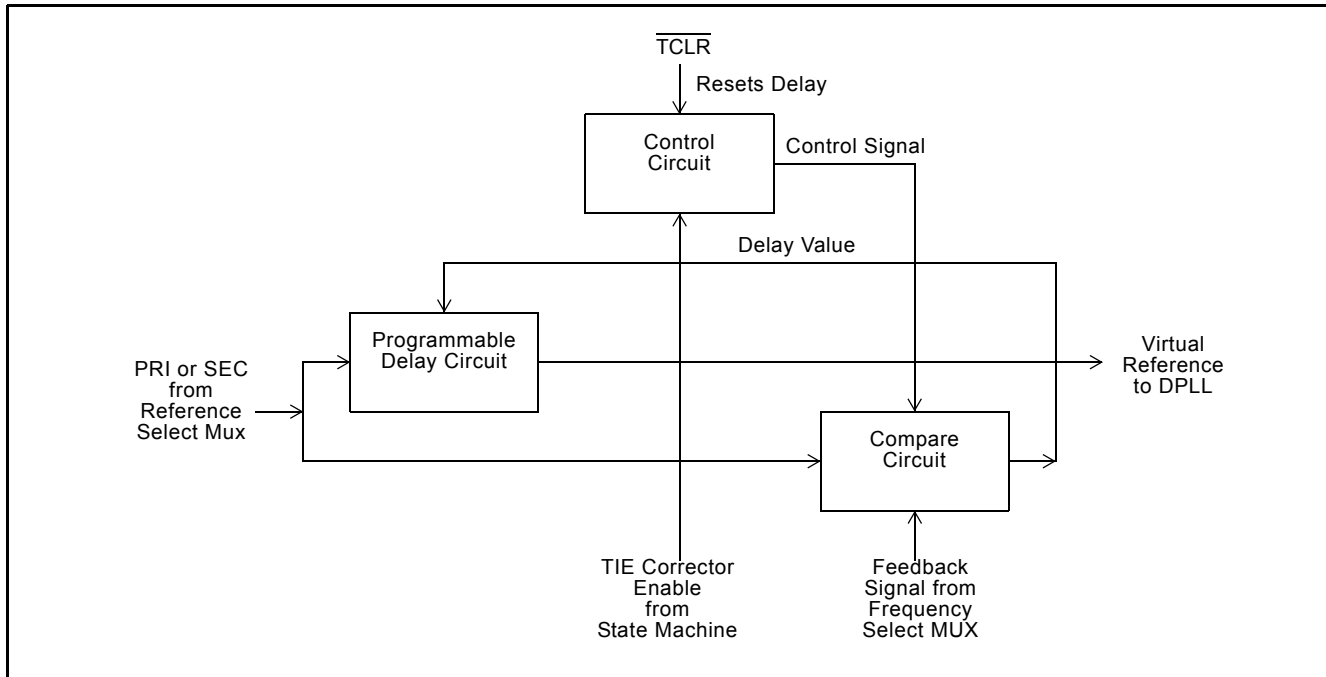 TCLR
Resets Delay
Control
Circuit
Control Signal
Delay Value
Programmable
Delay Circuit
PRI or SEC
from
Reference
Select Mux
Virtual
Reference
to DPLL
Compare
Circuit
TIE Corrector
Enable
from
State Machine
Feedback
Signal from
Frequency
Select MUX